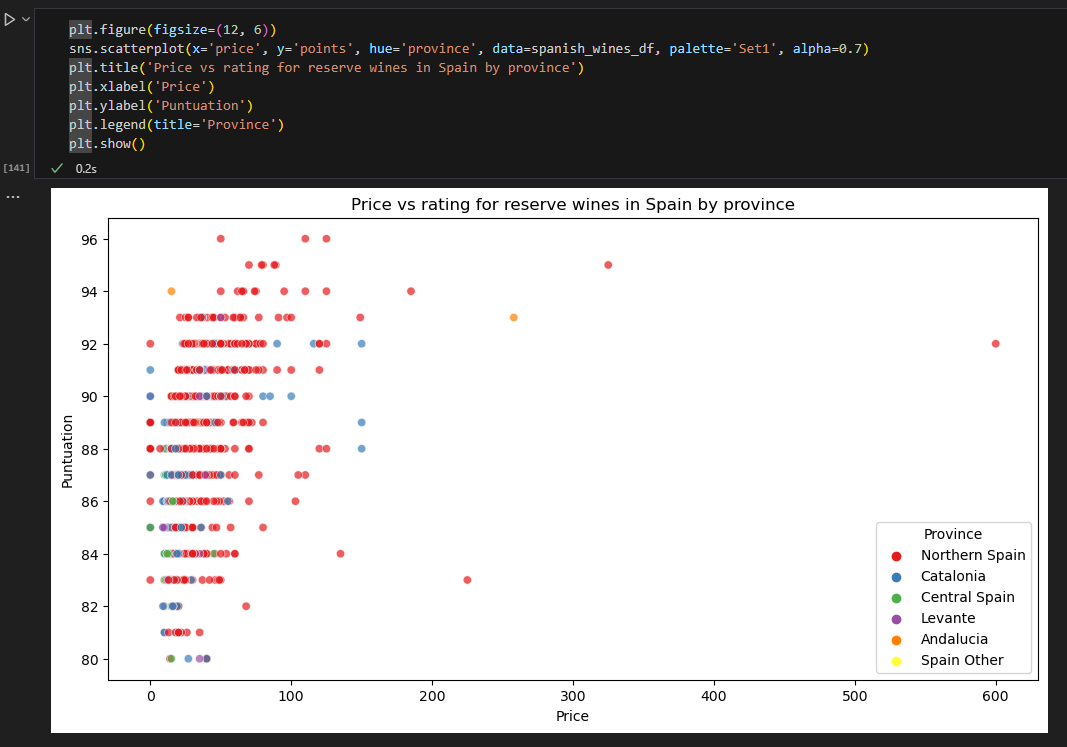 plt.figure(figsize=(12, 6))
sns.scatterplot(x='price', y='points', hue='province', data=spanish_wines_df, palette='Set1', alpha=0.7)
plt.title('Price vs rating for reserve wines in Spain by province')
plt.xlabel('Price')
plt.ylabel('Puntuation')
plt.legend(title='Province')
plt.show()
[141]
0.2s
...
Price vs rating for reserve wines in Spain by province
96
94
92
90
88
86
84
82
80
Puntuation
Province
Northern Spain
Catalonia
Central Spain
Levante
Andalucia
Spain Other
0
100
200
300
400
500
600
Price